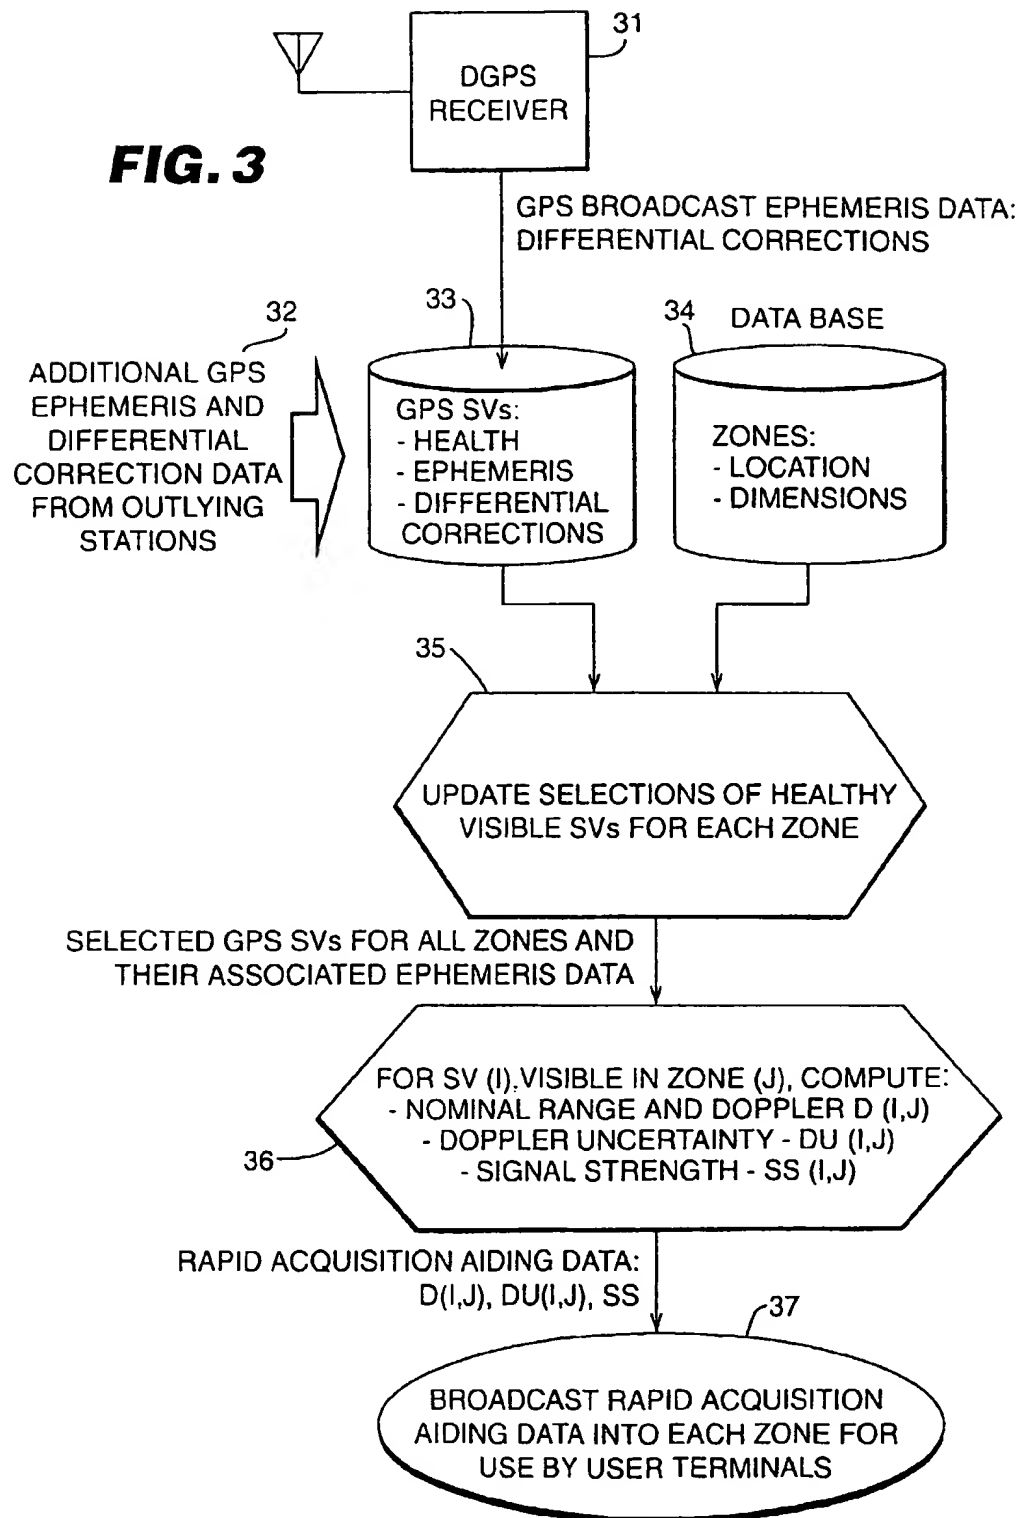 31
DGPS
RECEIVER
FIG. 3
GPS BROADCAST EPHEMERIS DATA:
DIFFERENTIAL CORRECTIONS
32
ADDITIONAL GPS
EPHEMERIS AND
DIFFERENTIAL
CORRECTION DATA
FROM OUTLYING
STATIONS
33
GPS SVs:
- HEALTH
- EPHEMERIS
- DIFFERENTIAL
CORRECTIONS
34
DATA BASE
ZONES:
- LOCATION
- DIMENSIONS
35
UPDATE SELECTIONS OF HEALTHY
VISIBLE SVs FOR EACH ZONE
SELECTED GPS SVs FOR ALL ZONES AND
THEIR ASSOCIATED EPHEMERIS DATA
FOR SV (I).VISIBLE IN ZONE (J), COMPUTE:
- NOMINAL RANGE AND DOPPLER D (I,J)
- DOPPLER UNCERTAINTY - DU (I,J)
- SIGNAL STRENGTH - SS (I,J)
36
RAPID ACQUISITION AIDING DATA:
D(I,J), DU(I,J), SS
37
BROADCAST RAPID ACQUISITION
AIDING DATA INTO EACH ZONE FOR
USE BY USER TERMINALS